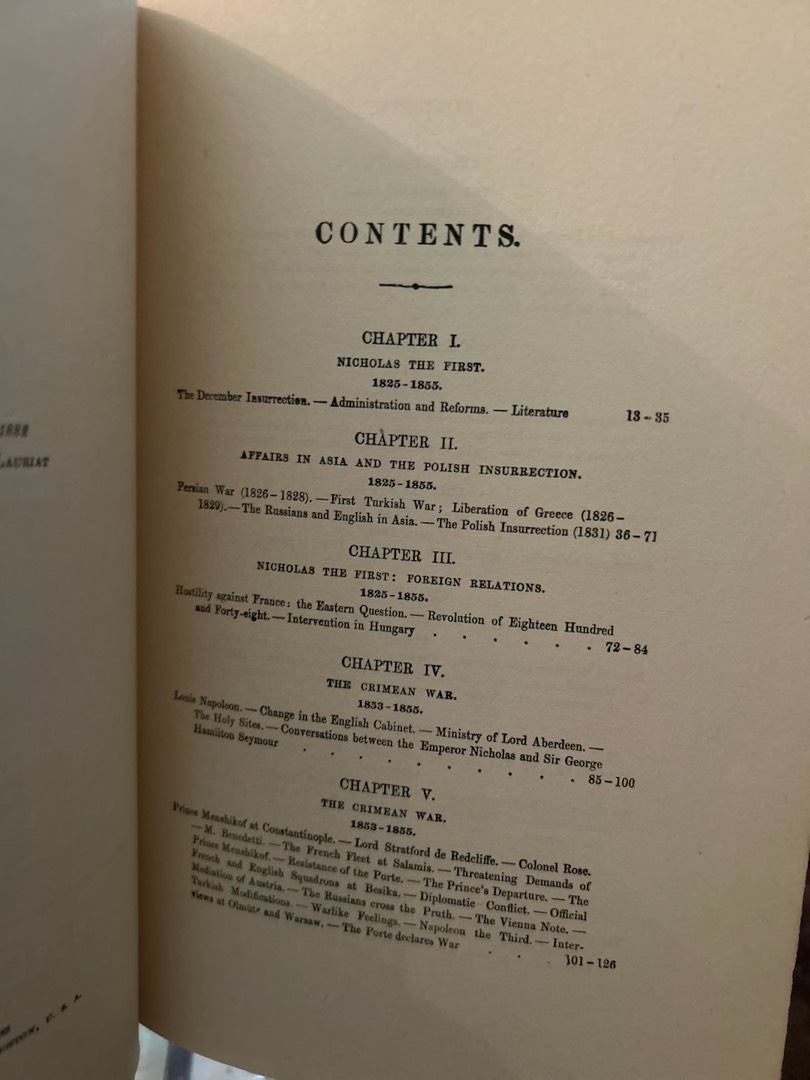 1882
LAURIAT
CONTENTS.
CHAPTER I.
NICHOLAS THE FIRST.
1825-1855.
The December Insurrection. — Administration and Reforms. — Literature 13-35
CHAPTER II.
AFFAIRS IN ASIA AND THE POLISH INSURRECTION.
1825-1855.
Persian War (1826-1828). — First Turkish War; Liberation of Greece (1826-
1829). — The Russians and English in Asia. — The Polish Insurrection (1831) 36-71
CHAPTER III.
NICHOLAS THE FIRST: FOREIGN RELATIONS.
1825-1855.
Hostility against France: the Eastern Question. — Revolution of Eighteen Hundred
and Forty-eight. — Intervention in Hungary . . . . . . 72-84
CHAPTER IV.
THE CRIMEAN WAR.
1853-1855.
Louis Napoleon. — Change in the English Cabinet. — Ministry of Lord Aberdeen. —
The Holy Sites. — Conversations between the Emperor Nicholas and Sir George
Hamilton Seymour . . . . . . . . . . 85-100
CHAPTER V.
THE CRIMEAN WAR.
1853-1855.
Prince Menshikof at Constantinople. — Lord Stratford de Redcliffe. — Colonel Rose.
— M. Benedetti. — The French Fleet at Salamis. — Threatening Demands of
Prince Menshikof. — Resistance of the Porte. — The Prince's Departure. — The
French and English Squadrons at Besika. — Diplomatic Conflict. — Official
Mediation of Austria. — The Russians cross the Pruth. — The Vienna Note. —
Turkish Modifications. — Warlike Feelings. — Napoleon the Third. — Inter-
views at Olmütz and Warsaw. — The Porte declares War . . . 101-126
U. S. A.